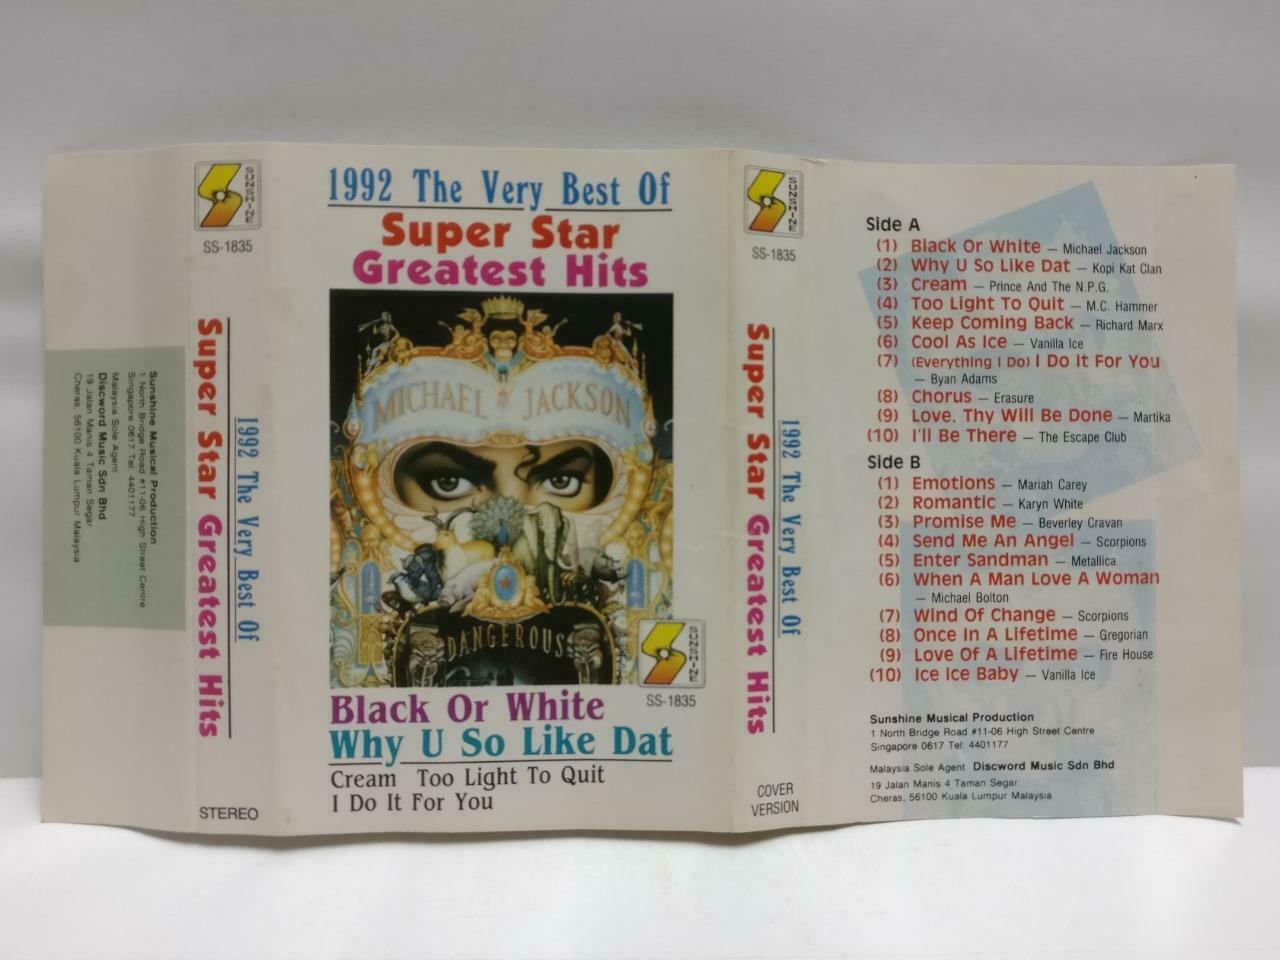 Sunshine Musical Production
1 North Bridge Road #11-06 High Street Centre
Singapore 0617 Tel: 4401177
Malaysia Sole Agent
Discword Music Sdn Bhd
19 Jalan Manis 4 Taman Segar
Cheras, 56100 Kuala Lumpur Malaysia
SUNSHINE
SS-1835
1992 The Very Best Of
Super Star Greatest Hits
STEREO
1992 The Very Best Of
Super Star
Greatest Hits
MICHAEL JACKSON
DANGEROUS
SUNSHINE
SS-1835
Black Or White
Why U So Like Dat
Cream Too Light To Quit
I Do It For You
SUNSHINE
SS-1835
1992 The Very Best Of
Super Star Greatest Hits
COVER
VERSION
Side A
(1) Black Or White – Michael Jackson
(2) Why U So Like Dat – Kopi Kat Clan
(3) Cream – Prince And The N.P.G.
(4) Too Light To Quit – M.C. Hammer
(5) Keep Coming Back – Richard Marx
(6) Cool As Ice – Vanilla Ice
(7) (Everything I Do) I Do It For You
– Byan Adams
(8) Chorus – Erasure
(9) Love. Thy Will Be Done – Martika
(10) I'll Be There – The Escape Club
Side B
(1) Emotions – Mariah Carey
(2) Romantic – Karyn White
(3) Promise Me – Beverley Cravan
(4) Send Me An Angel – Scorpions
(5) Enter Sandman – Metallica
(6) When A Man Love A Woman
– Michael Bolton
(7) Wind Of Change – Scorpions
(8) Once In A Lifetime – Gregorian
(9) Love Of A Lifetime – Fire House
(10) Ice Ice Baby – Vanilla Ice
Sunshine Musical Production
1 North Bridge Road #11-06 High Street Centre
Singapore 0617 Tel: 4401177
Malaysia Sole Agent Discword Music Sdn Bhd
19 Jalan Manis 4 Taman Segar
Cheras, 56100 Kuala Lumpur Malaysia